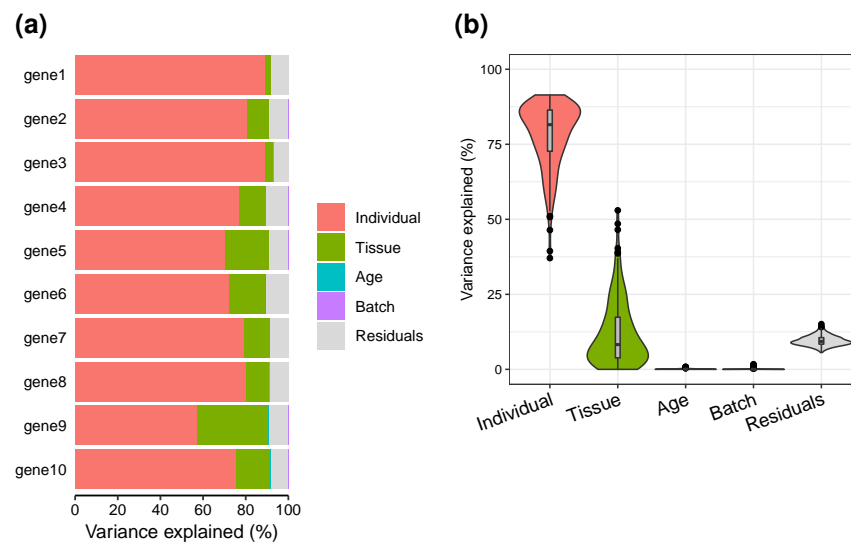 (a)
gene1
gene2
gene3
gene4
gene5
gene6
gene7
gene8
gene9
gene10
0 20 40 60 80 100
Variance explained (%)
Individual
Tissue
Age
Batch
Residuals
(b)
Variance explained (%)
100
75
50
25
0
Individual
Tissue
Age
Batch
Residuals